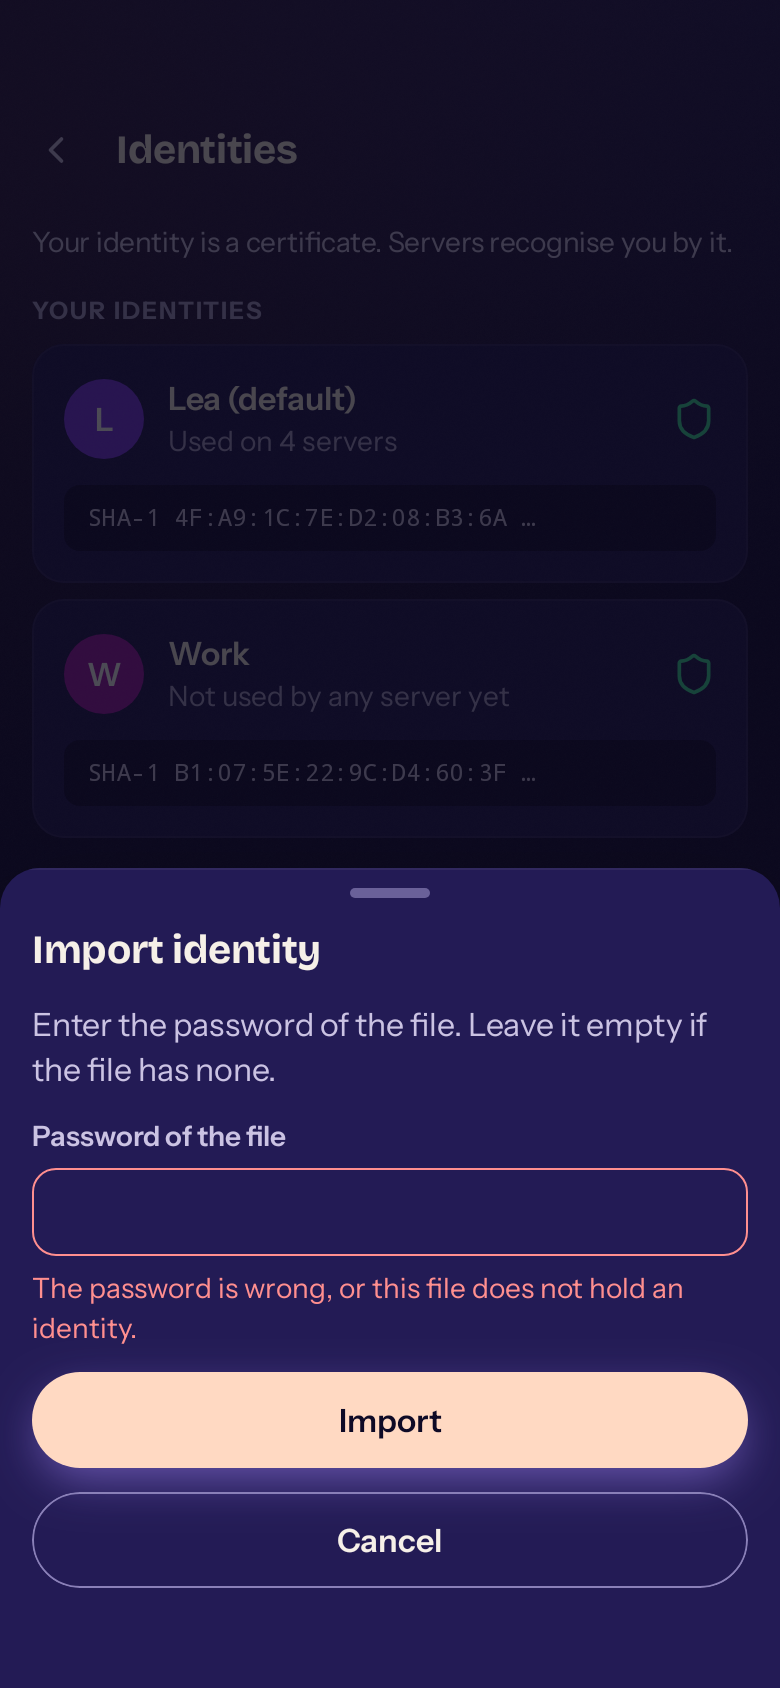 Identities
Your identity is a certificate. Servers recognise you by it.
YOUR IDENTITIES
L
Lea (default)
Used on 4 servers
SHA-1 4F:A9:1C:7E:D2:08:B3:6A …
W
Work
Not used by any server yet
SHA-1 B1:07:5E:22:9C:D4:60:3F …
Import identity
Enter the password of the file. Leave it empty if
the file has none.
Password of the file
The password is wrong, or this file does not hold an
identity.
Import
Cancel